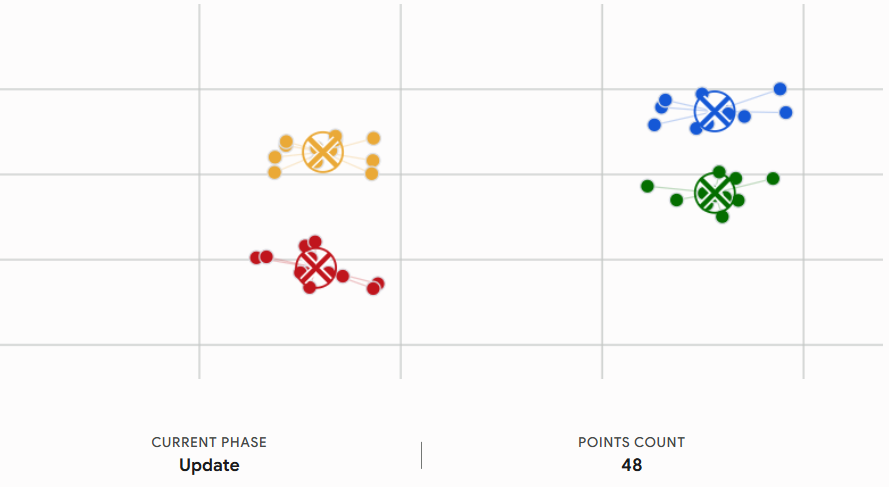 CURRENT PHASE
Update
POINTS COUNT
48